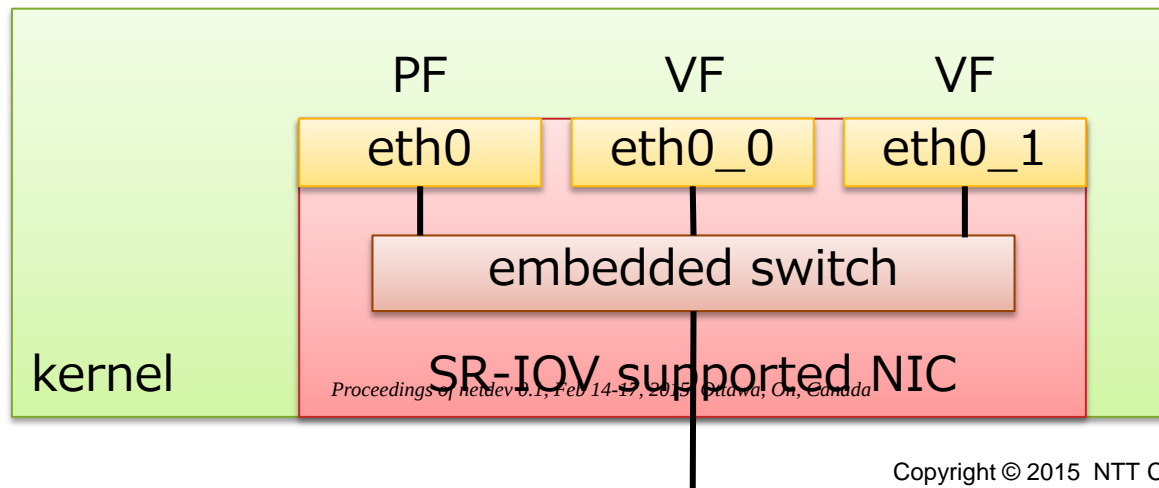 PF VF VF
eth0 eth0_0 eth0_1
embedded switch
kernel SR-IOV supported NIC
Proceedings of netdev 0.1, Feb 14-17, 2015, Ottawa, On, Canada
Copyright © 2015 NTT C